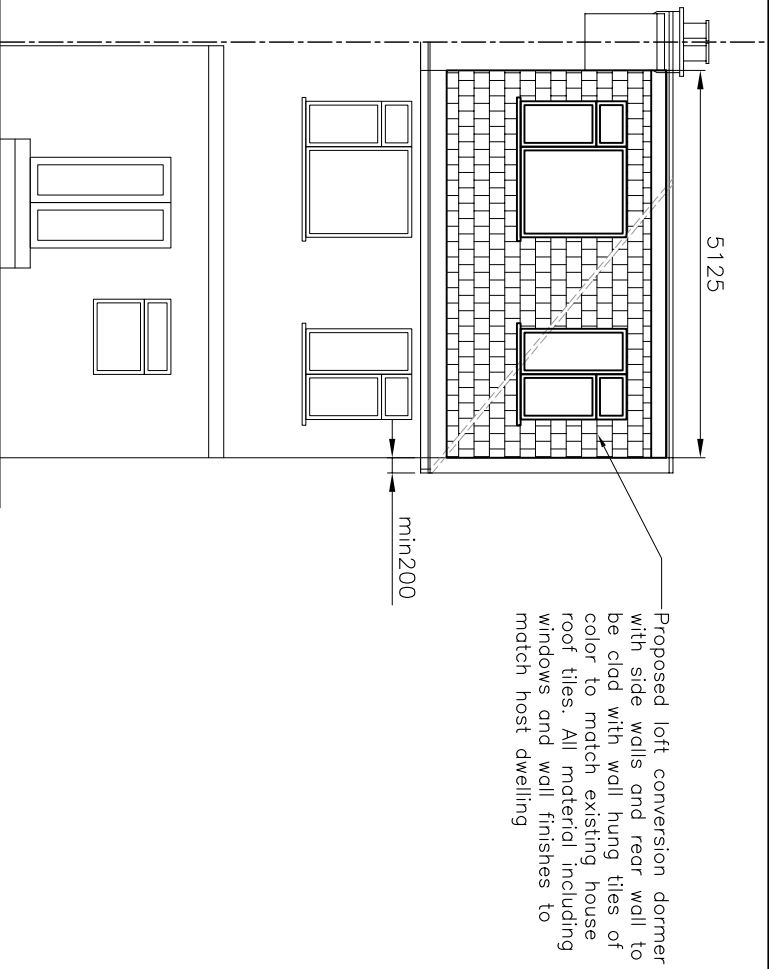 5125
min200
Proposed loft conversion dormer
with side walls and rear wall to
be clad with wall hung tiles of
color to match existing house
roof tiles. All material including
windows and wall finishes to
match host dwelling